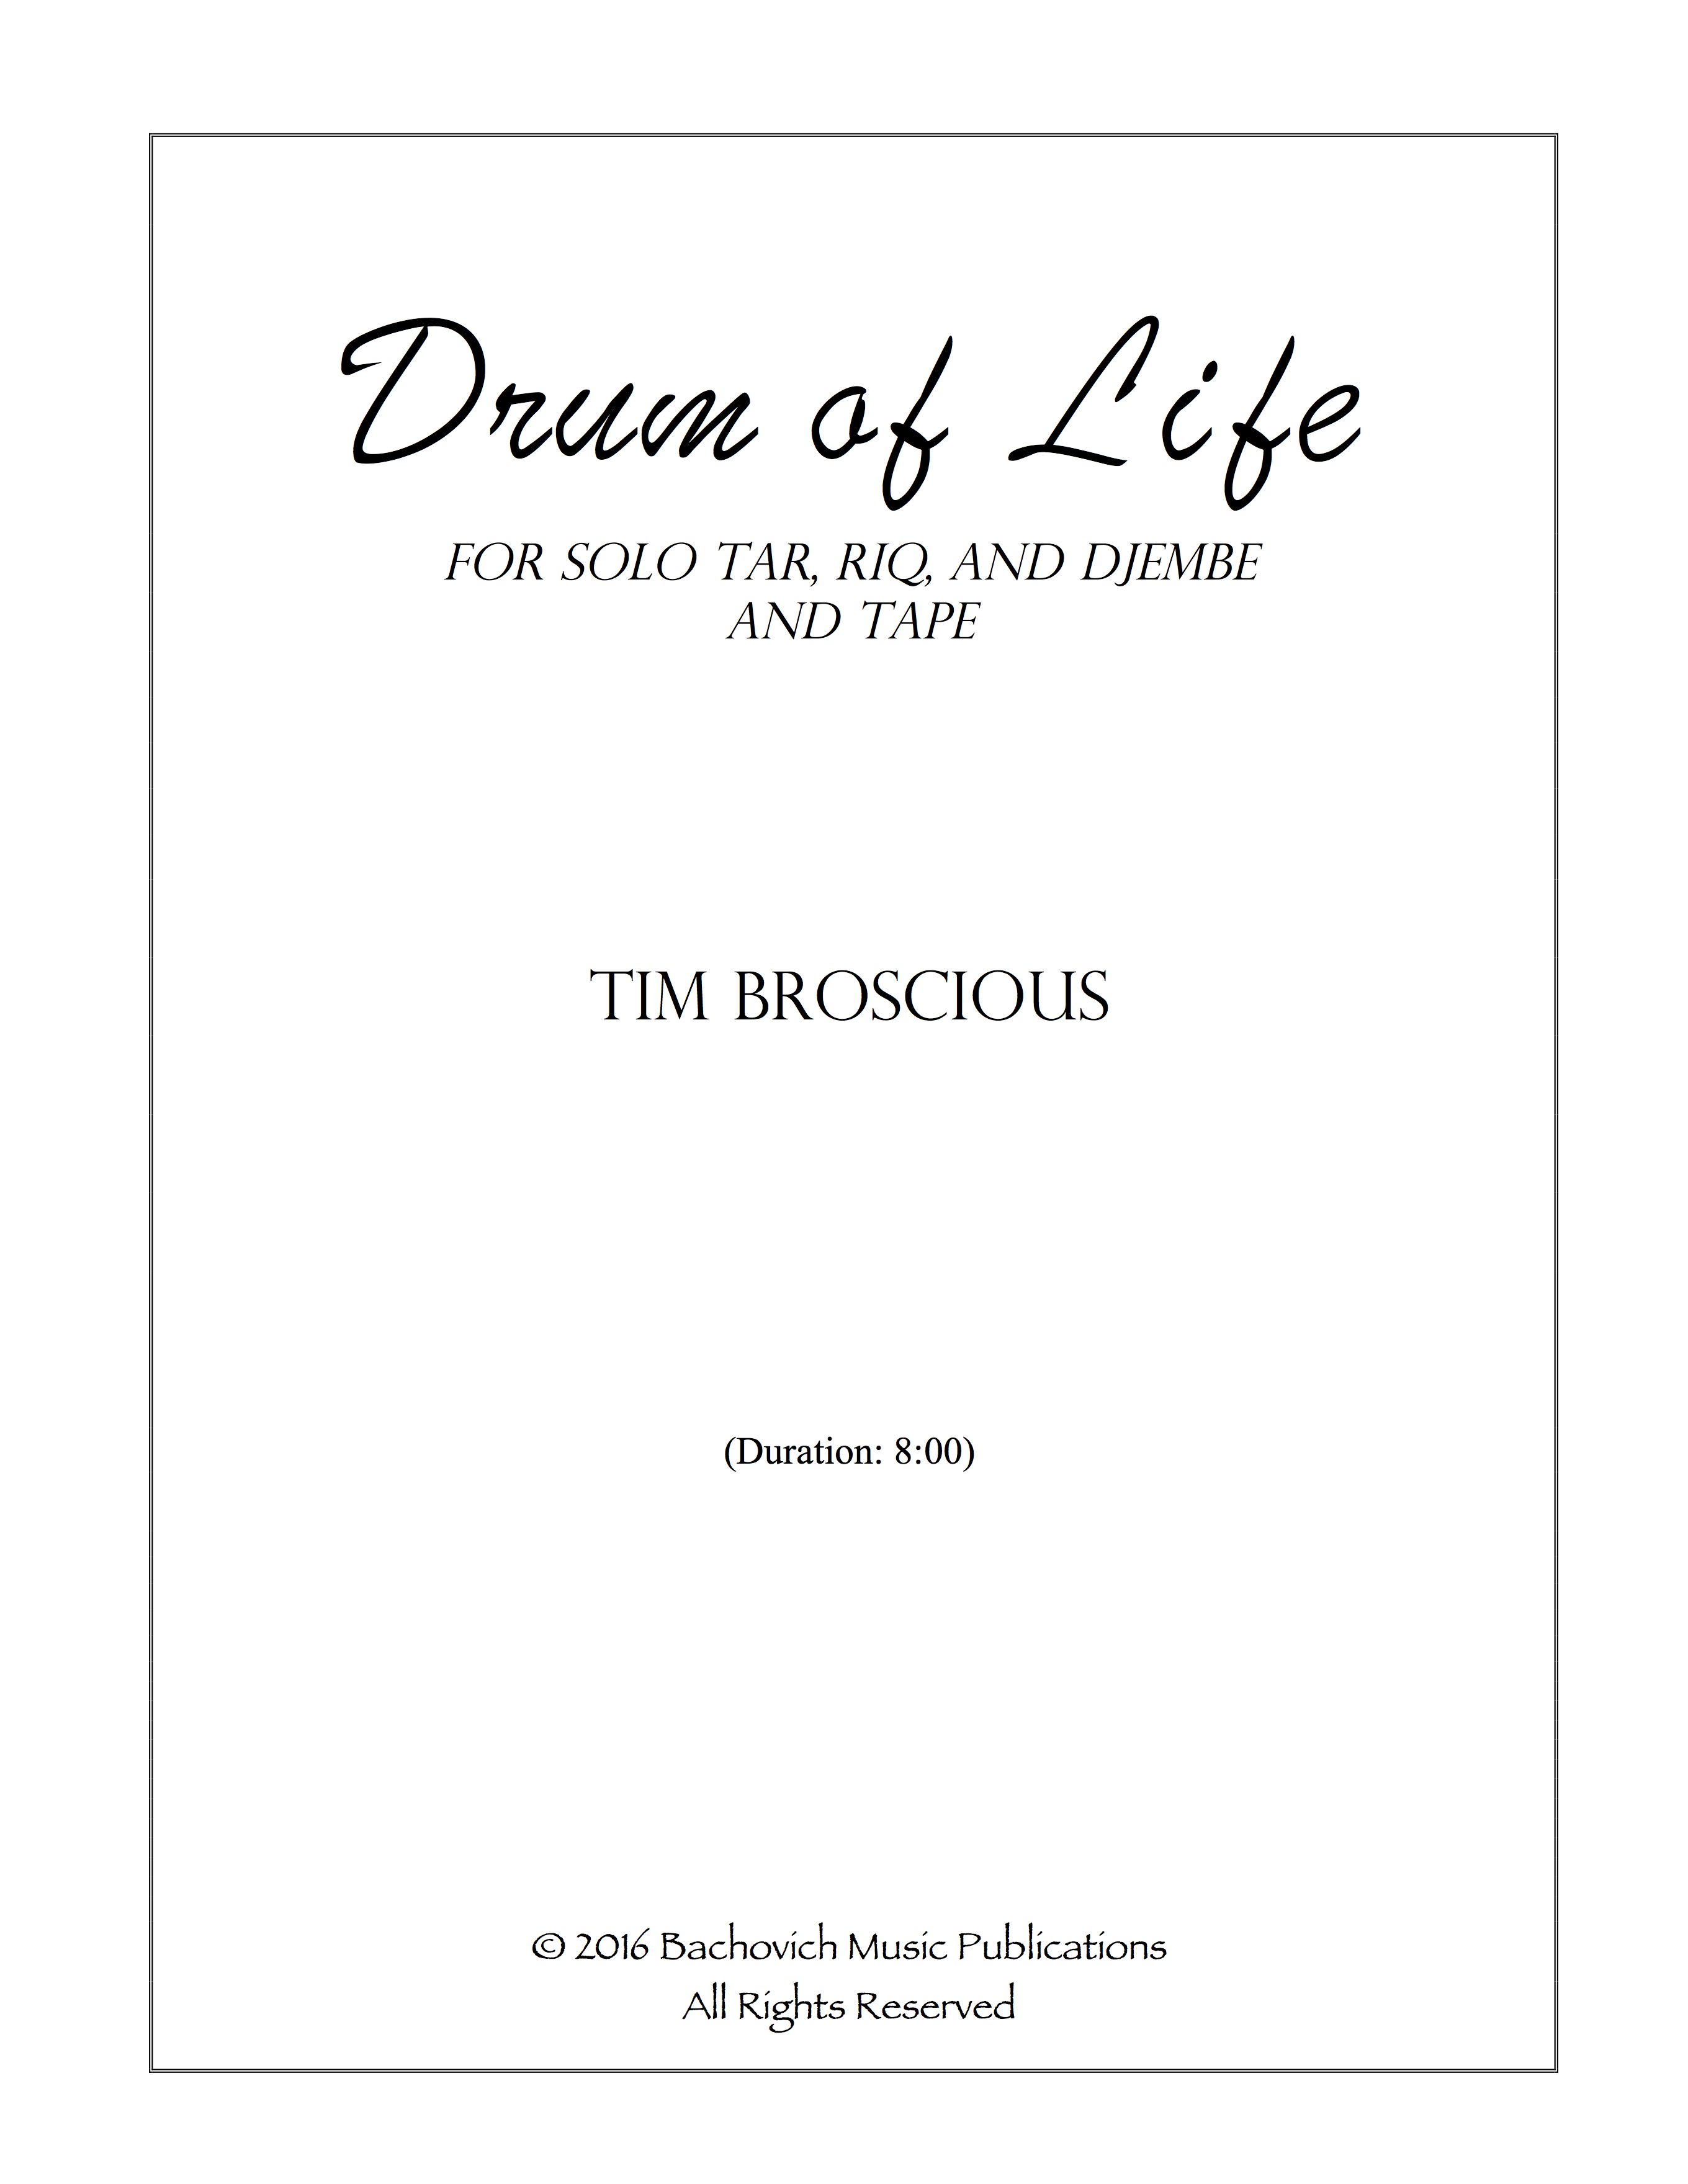 Drum of Life
FOR SOLO TAR, RIQ, AND DJEMBE
AND TAPE
TIM BROSCIOUS
(Duration: 8:00)
© 2016 Bachovich Music Publications
All Rights Reserved